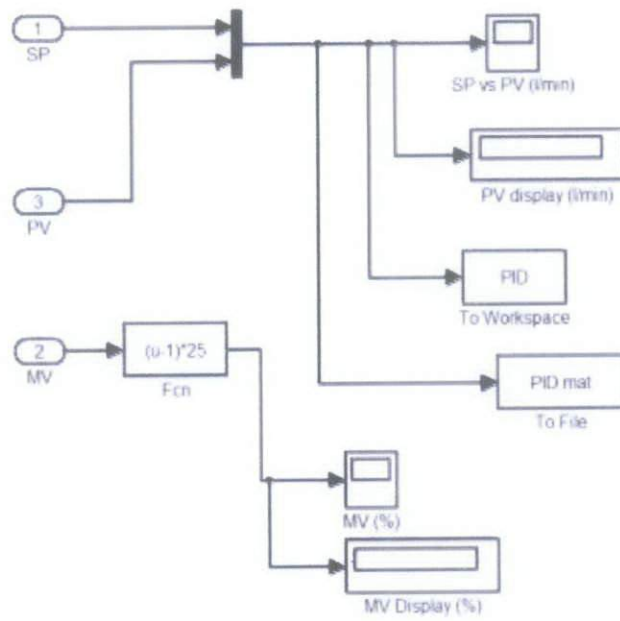 1
SP
SP vs PV (l/min)
PV display (l/min)
3
PV
PID
To Workspace
2
MV
(u-1)*25
Fcn
PID mat
To File
MV (%)
MV Display (%)